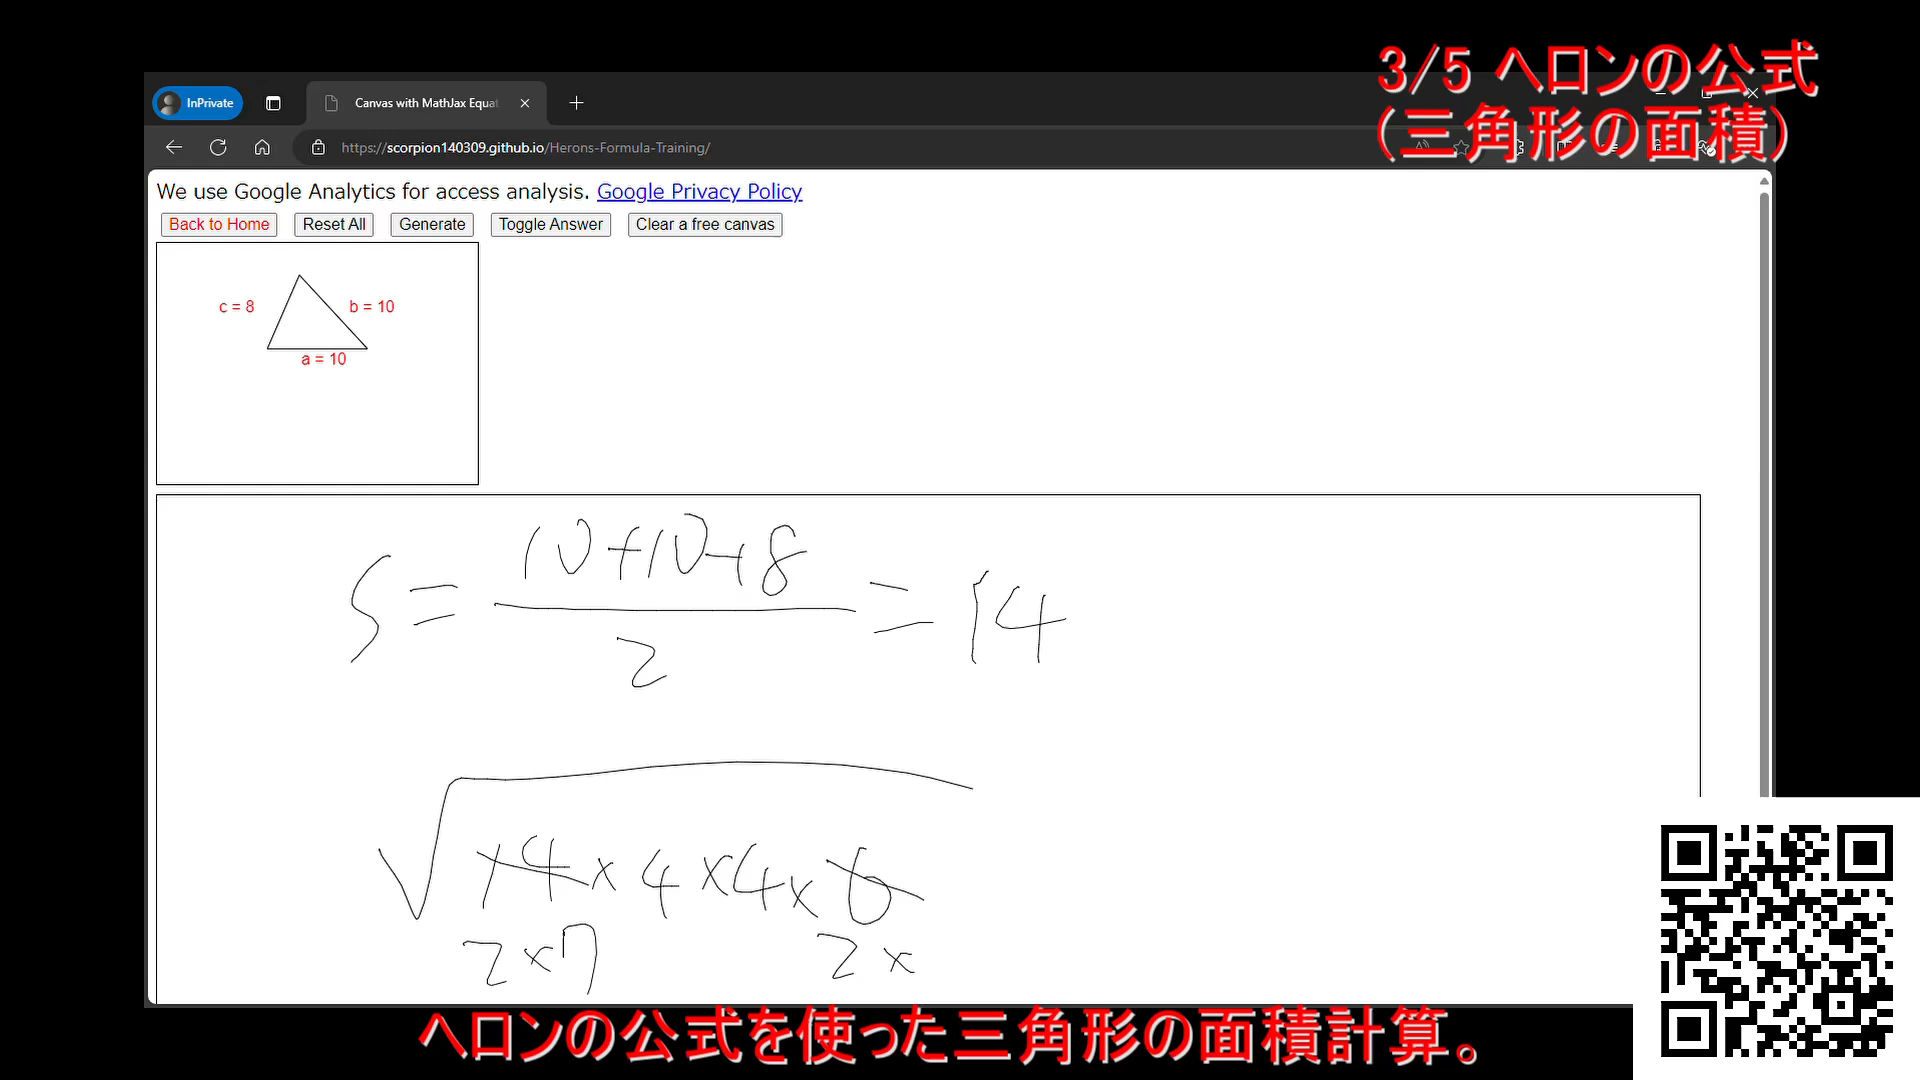 3/5 ヘロンの公式
(三角形の面積)
InPrivate
Canvas with MathJax Equat
https://scorpion140309.github.io/Herons-Formula-Training/
We use Google Analytics for access analysis. Google Privacy Policy
Back to Home Reset All Generate Toggle Answer Clear a free canvas
c = 8
b = 10
a = 10
S = 10+10+8 / 2 = 14
√14×4×4×6
2×7 2×
ヘロンの公式を使った三角形の面積計算。